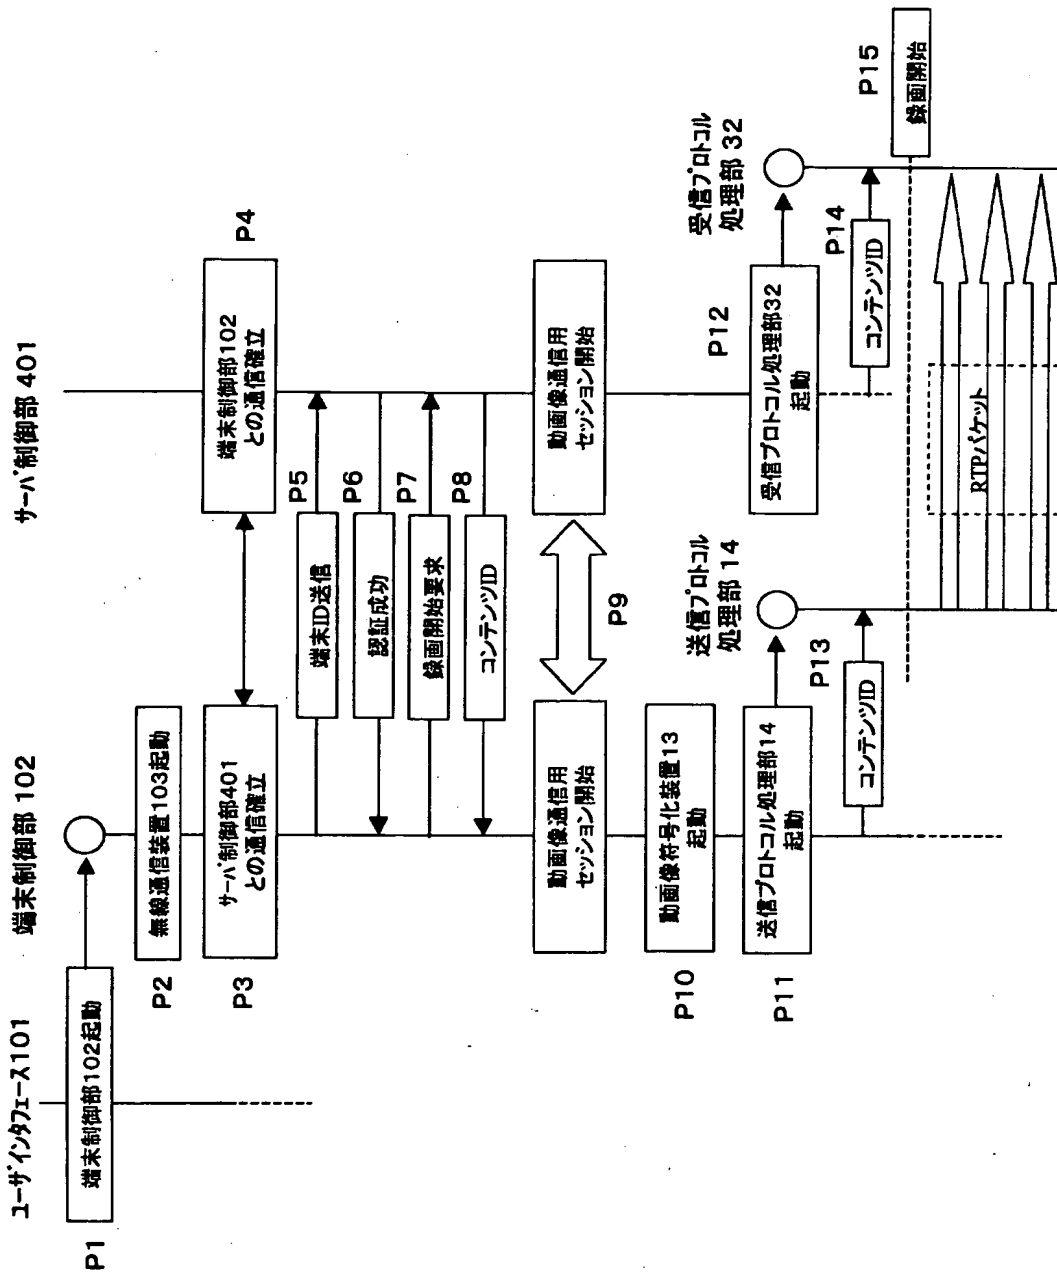 ユーザインタフェース101
端末制御部 102
サーバ制御部 401
P1
端末制御部102起動
P2
無線通信装置103起動
P3
サーバ制御部401
との通信確立
P4
端末制御部102
との通信確立
P5
端末ID送信
P6
認証成功
P7
録画開始要求
P8
コンテンツID
動画像通信用
セッション開始
P9
動画像通信用
セッション開始
P10
動画像符号化装置13
起動
P11
送信プロトコル処理部14
起動
送信プロトコル
処理部 14
P12
受信プロトコル処理部32
起動
受信プロトコル
処理部 32
P13
コンテンツID
P14
コンテンツID
P15
録画開始
RTPパケット